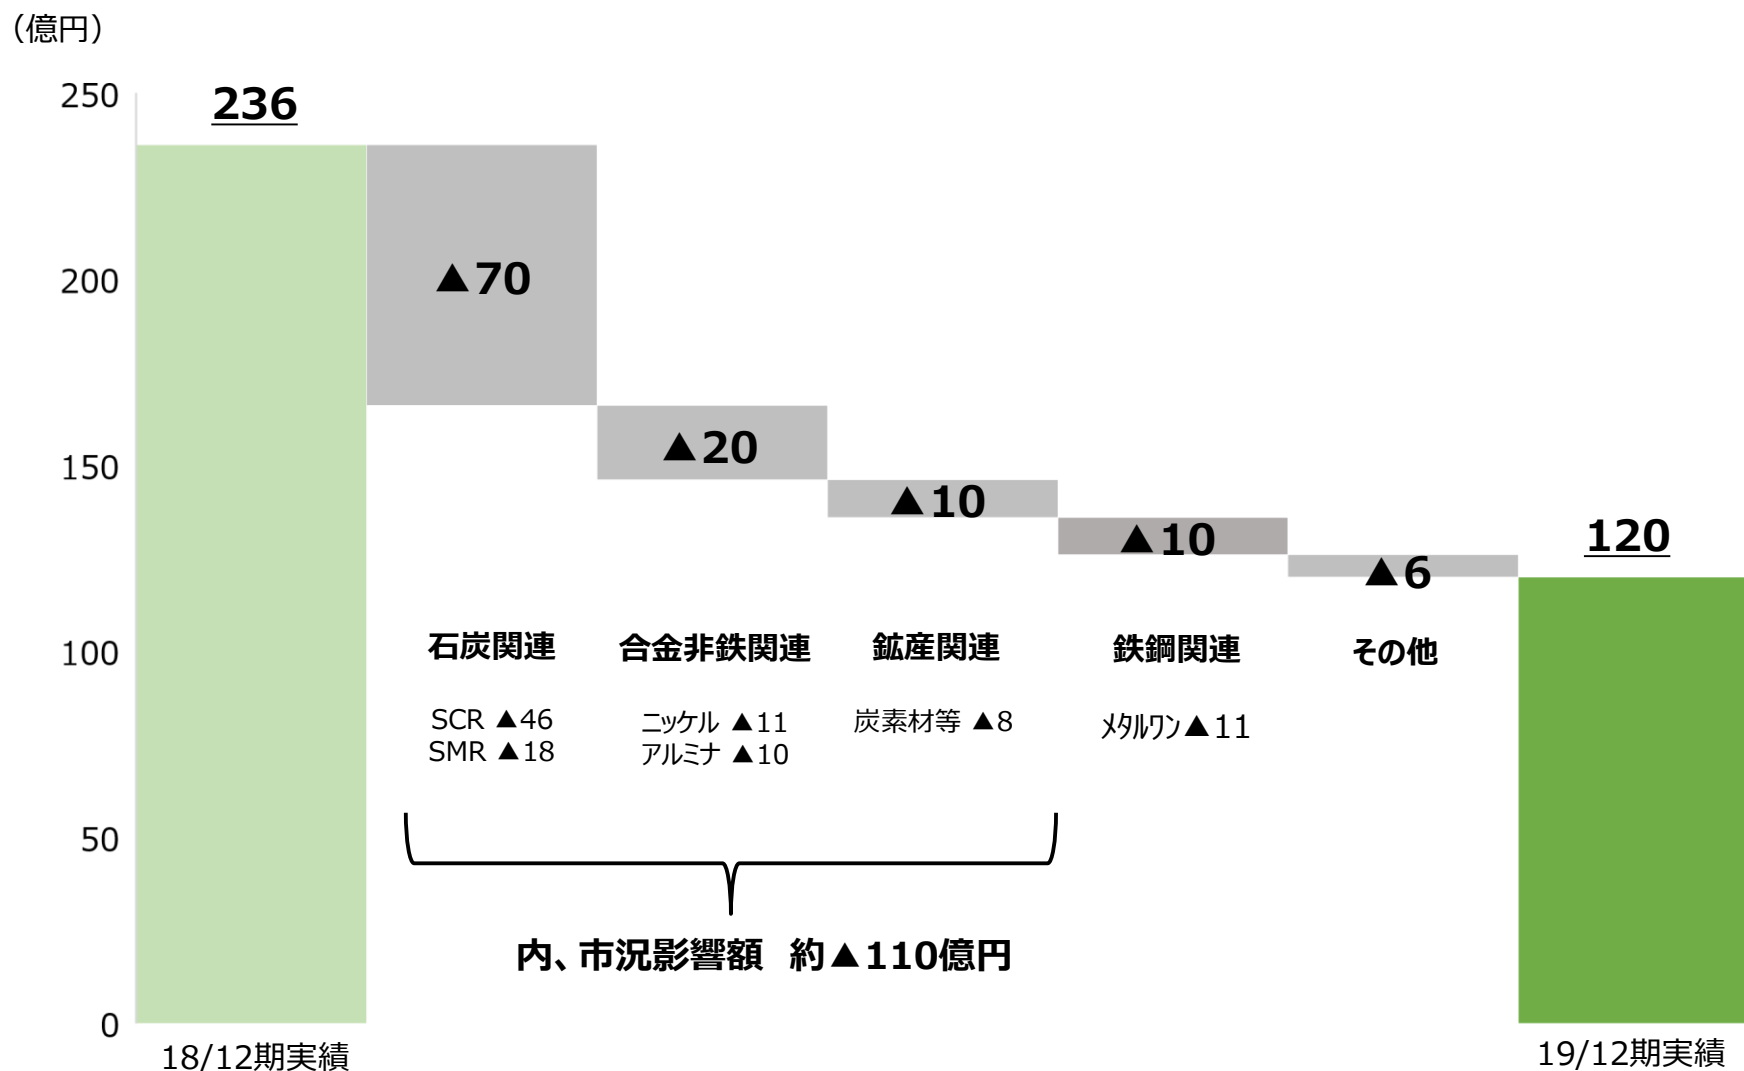 （億円）
250
200
150
100
50
0
236
▲70
▲20
▲10
▲10
▲6
120
石炭関連
SCR ▲46
SMR ▲18
合金非鉄関連
ニッケル ▲11
アルミナ ▲10
鉱産関連
炭素材等 ▲8
鉄鋼関連
ﾒﾀﾙﾜﾝ▲11
その他
内、市況影響額 約▲110億円
18/12期実績
19/12期実績